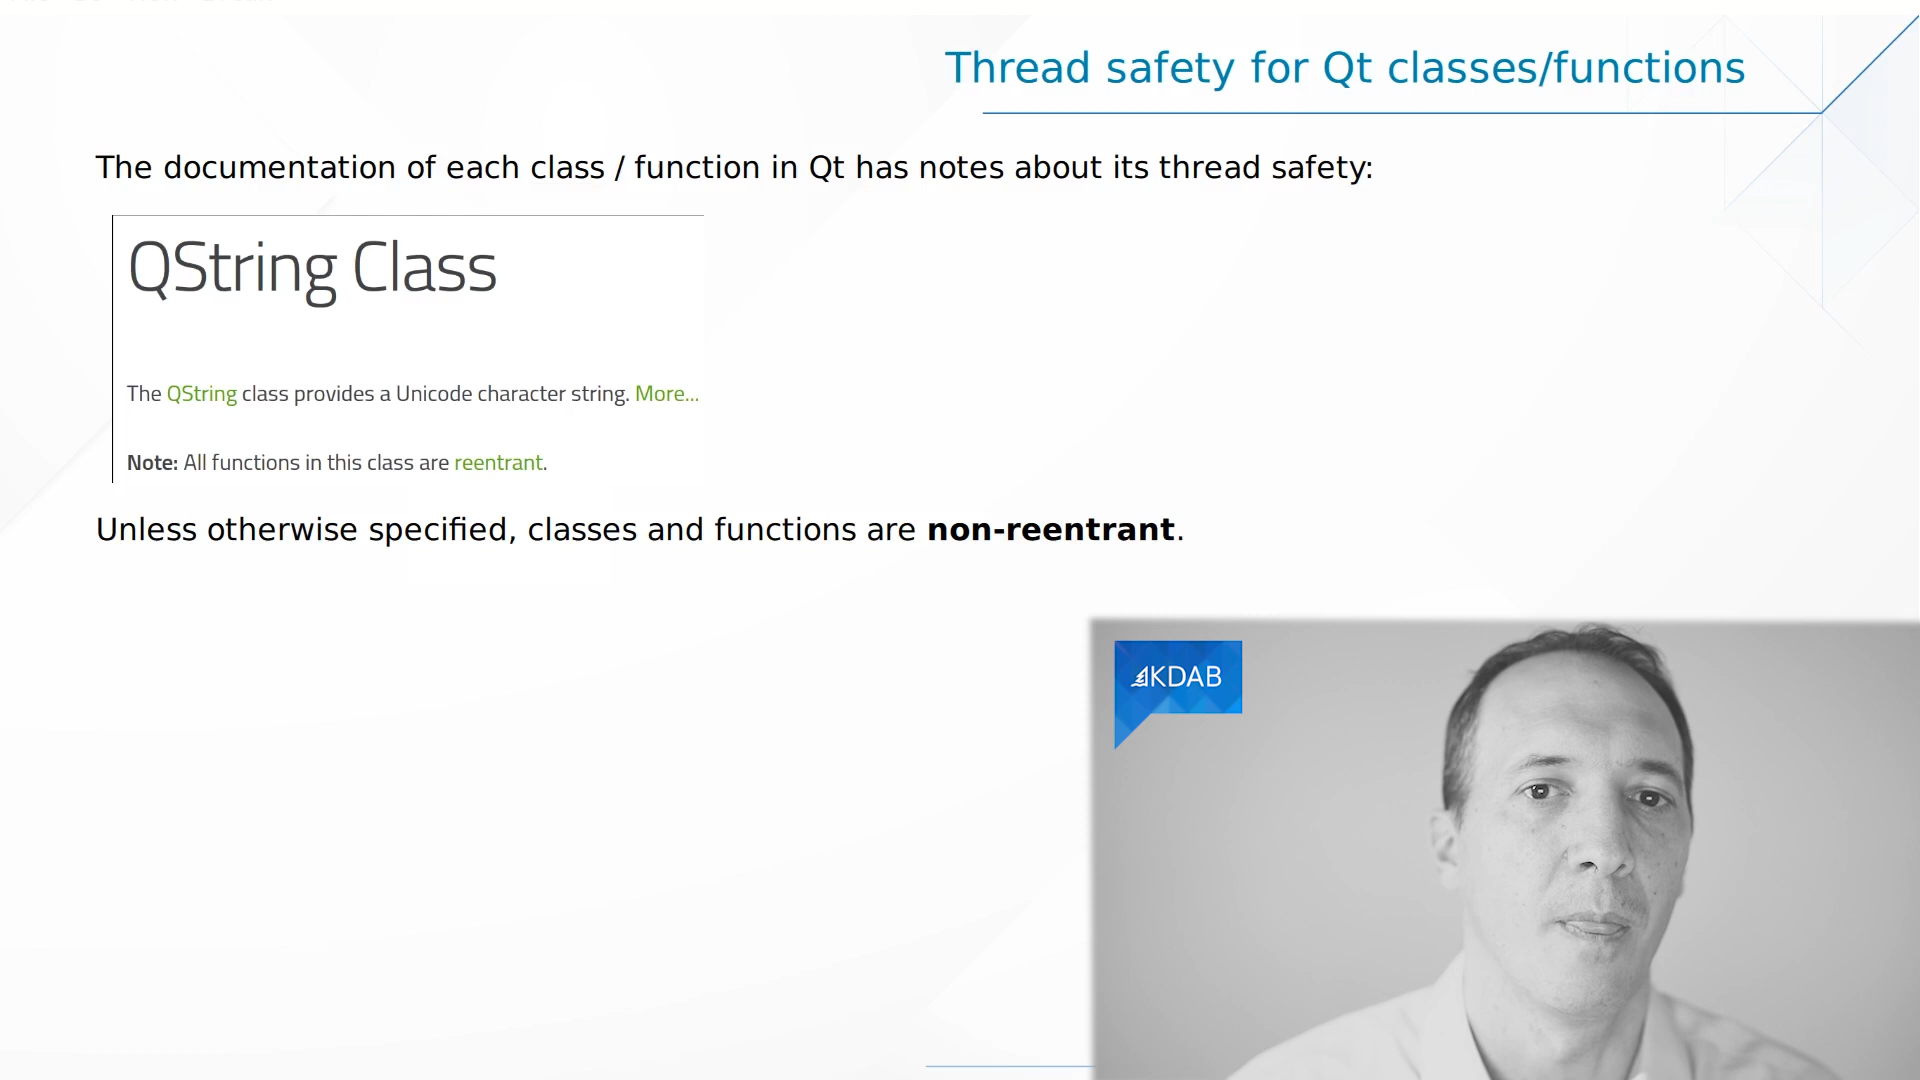 Thread safety for Qt classes/functions
The documentation of each class / function in Qt has notes about its thread safety:
QString Class
The QString class provides a Unicode character string. More...
Note: All functions in this class are reentrant.
Unless otherwise specified, classes and functions are non-reentrant.
KDAB